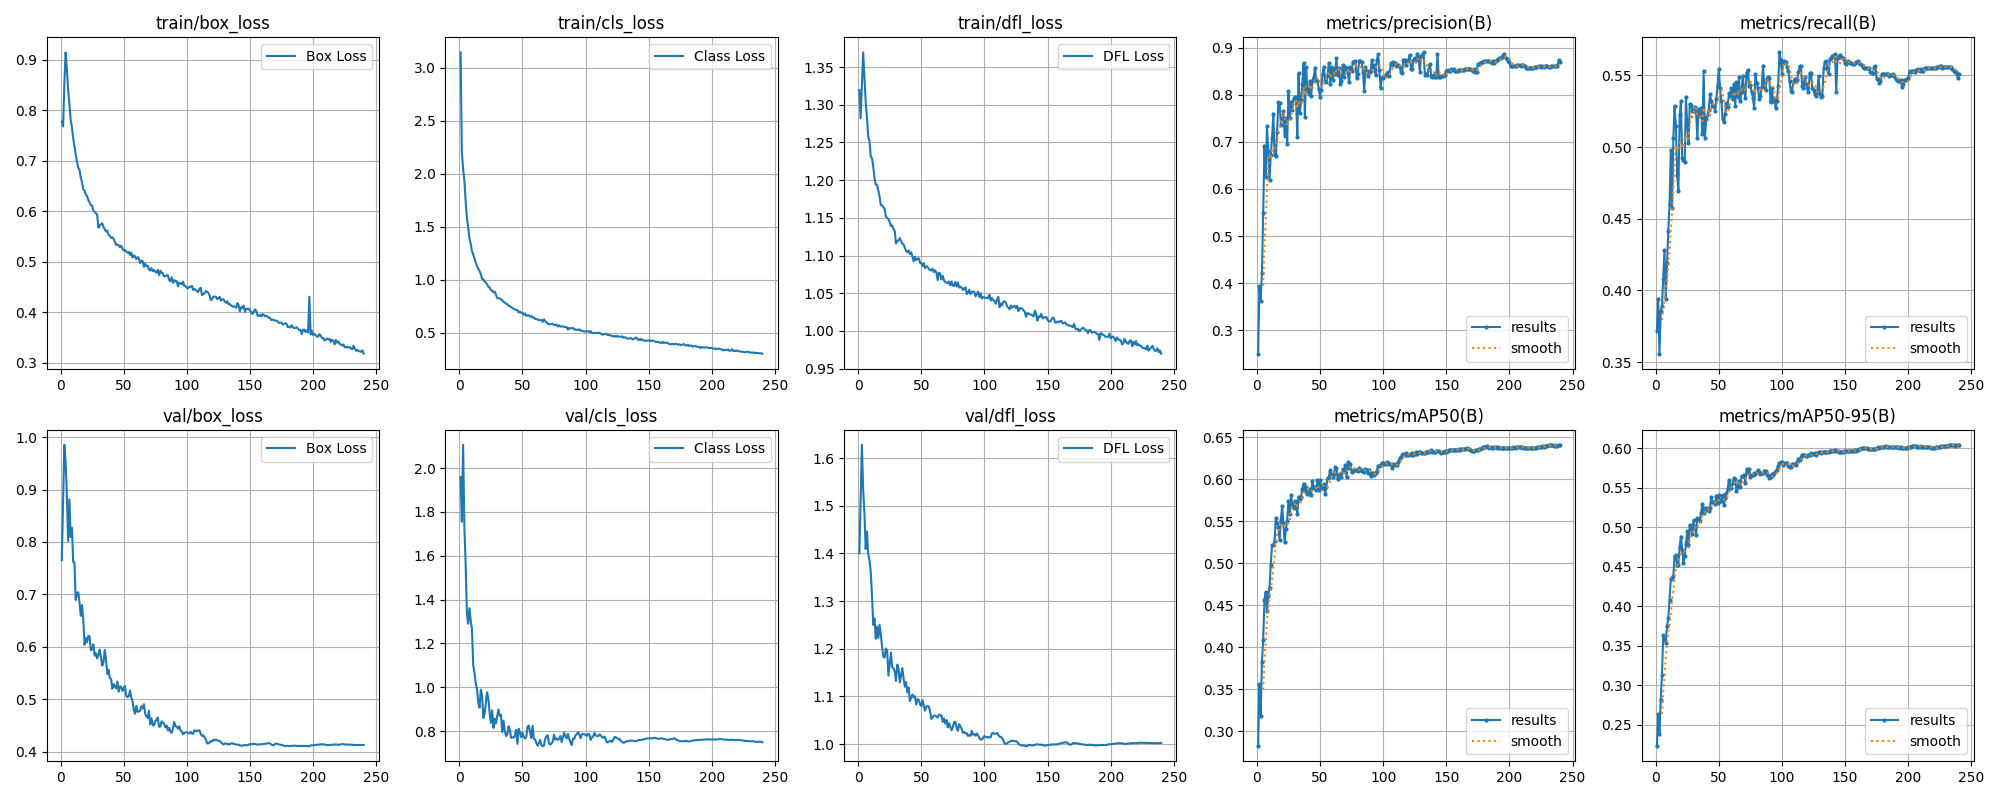 train/box_loss
Box Loss
0.9
0.8
0.7
0.6
0.5
0.4
0.3
0 50 100 150 200 250
train/cls_loss
Class Loss
3.0
2.5
2.0
1.5
1.0
0.5
0 50 100 150 200 250
train/dfl_loss
DFL Loss
1.35
1.30
1.25
1.20
1.15
1.10
1.05
1.00
0.95
0 50 100 150 200 250
metrics/precision(B)
0.9
0.8
0.7
0.6
0.5
0.4
0.3
results
smooth
0 50 100 150 200 250
metrics/recall(B)
0.55
0.50
0.45
0.40
0.35
results
smooth
0 50 100 150 200 250
val/box_loss
Box Loss
1.0
0.9
0.8
0.7
0.6
0.5
0.4
0 50 100 150 200 250
val/cls_loss
Class Loss
2.0
1.8
1.6
1.4
1.2
1.0
0.8
0 50 100 150 200 250
val/dfl_loss
DFL Loss
1.6
1.5
1.4
1.3
1.2
1.1
1.0
0 50 100 150 200 250
metrics/mAP50(B)
0.65
0.60
0.55
0.50
0.45
0.40
0.35
0.30
results
smooth
0 50 100 150 200 250
metrics/mAP50-95(B)
0.60
0.55
0.50
0.45
0.40
0.35
0.30
0.25
results
smooth
0 50 100 150 200 250